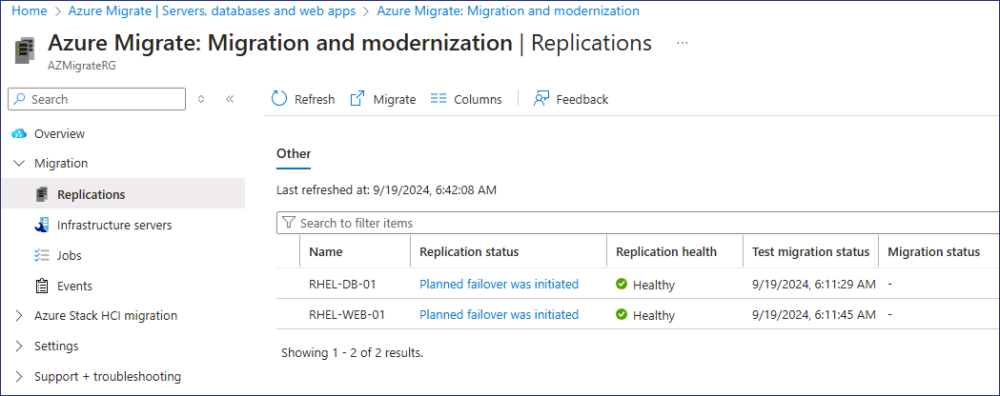 Home > Azure Migrate | Servers, databases and web apps > Azure Migrate: Migration and modernization
Azure Migrate: Migration and modernization | Replications ...
AZMigrateRG
Search
Refresh Migrate Columns Feedback
Overview
Migration
Replications
Infrastructure servers
Jobs
Events
Azure Stack HCI migration
Settings
Support + troubleshooting
Other
Last refreshed at: 9/19/2024, 6:42:08 AM
Search to filter items
Name Replication status Replication health Test migration status Migration status
RHEL-DB-01 Planned failover was initiated Healthy 9/19/2024, 6:11:29 AM -
RHEL-WEB-01 Planned failover was initiated Healthy 9/19/2024, 6:11:45 AM -
Showing 1 - 2 of 2 results.